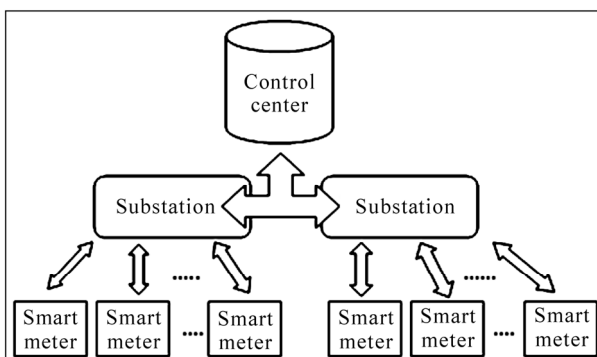 Control
center
Substation
Substation
......
......
Smart
meter
Smart
meter
....
Smart
meter
Smart
meter
Smart
meter
....
Smart
meter